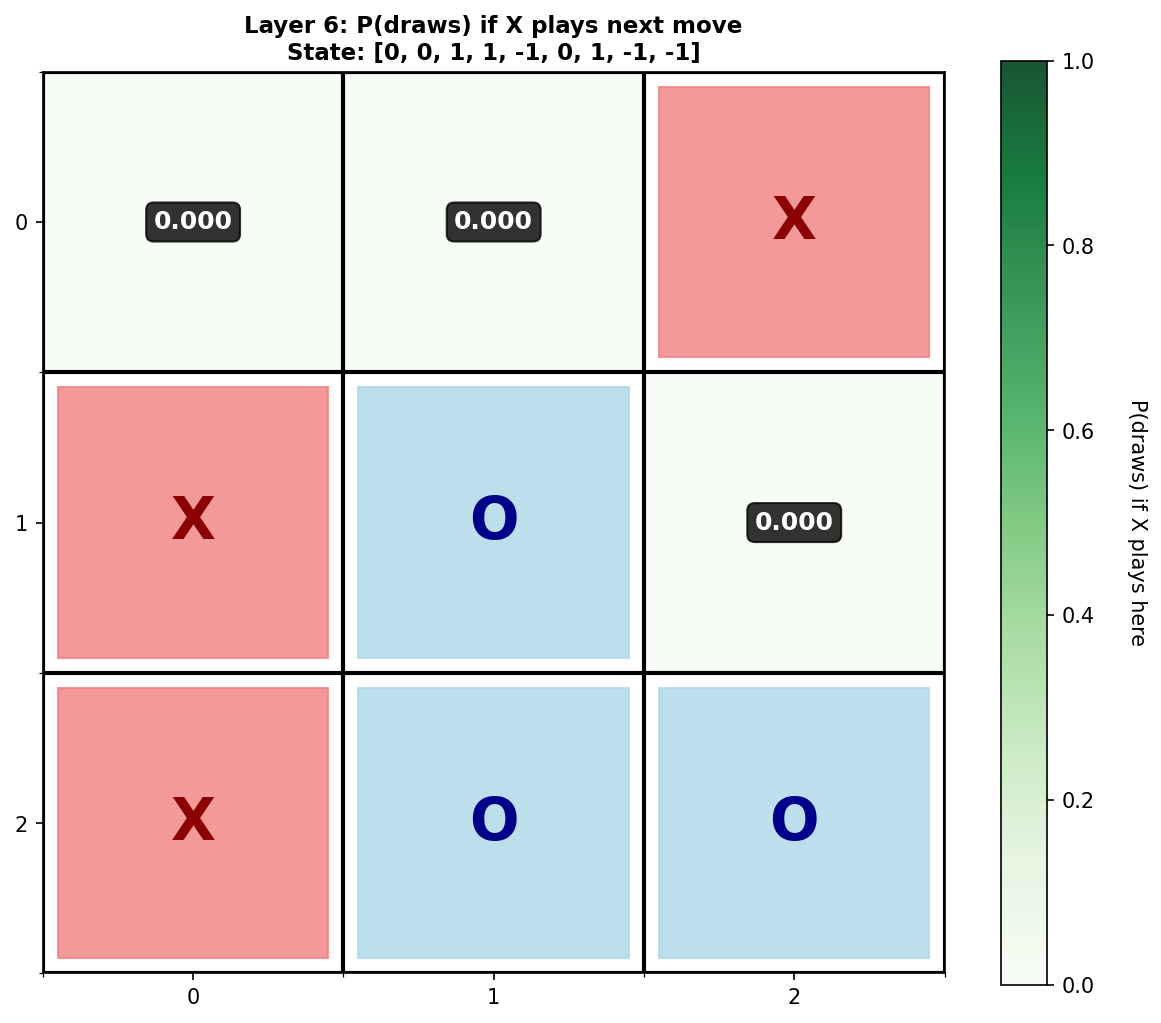 Layer 6: P(draws) if X plays next move
State: [0, 0, 1, 1, -1, 0, 1, -1, -1]
0.000
0.000
X
0
X
O
0.000
1
X
O
O
2
0
1
2
1.0
0.8
0.6
0.4
0.2
0.0
P(draws) if X plays here